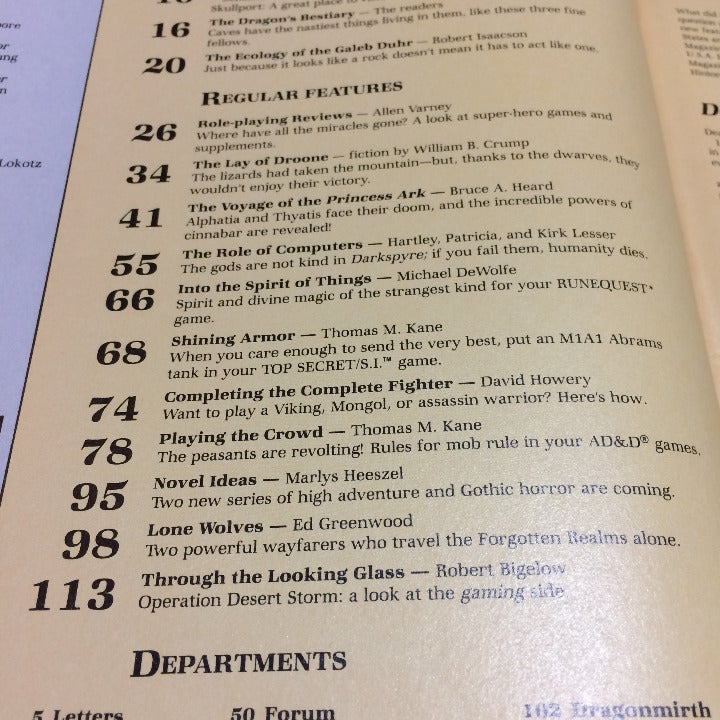 Skullport: A great place to
16 The Dragon's Bestiary — The readers
Caves have the nastiest things living in them, like these three fine
fellows.
20 The Ecology of the Galeb Duhr — Robert Isaacson
Just because it looks like a rock doesn't mean it has to act like one.
REGULAR FEATURES
26 Role-playing Reviews — Allen Varney
Where have all the miracles gone? A look at super-hero games and
supplements.
34 The Lay of Droone — fiction by William B. Crump
The lizards had taken the mountain—but, thanks to the dwarves, they
wouldn't enjoy their victory.
41 The Voyage of the Princess Ark — Bruce A. Heard
Alphatia and Thyatis face their doom, and the incredible powers of
cinnabar are revealed!
55 The Role of Computers — Hartley, Patricia, and Kirk Lesser
The gods are not kind in Darkspyre; if you fail them, humanity dies.
66 Into the Spirit of Things — Michael DeWolfe
Spirit and divine magic of the strangest kind for your RUNEQUEST*
game.
68 Shining Armor — Thomas M. Kane
When you care enough to send the very best, put an M1A1 Abrams
tank in your TOP SECRET/S.I.™ game.
74 Completing the Complete Fighter — David Howery
Want to play a Viking, Mongol, or assassin warrior? Here's how.
78 Playing the Crowd — Thomas M. Kane
The peasants are revolting! Rules for mob rule in your AD&D® games.
95 Novel Ideas — Marlys Heeszel
Two new series of high adventure and Gothic horror are coming.
98 Lone Wolves — Ed Greenwood
Two powerful wayfarers who travel the Forgotten Realms alone.
113 Through the Looking Glass — Robert Bigelow
Operation Desert Storm: a look at the gaming side
DEPARTMENTS
5 Letters 50 Forum 102 Dragonmirth
Lokotz